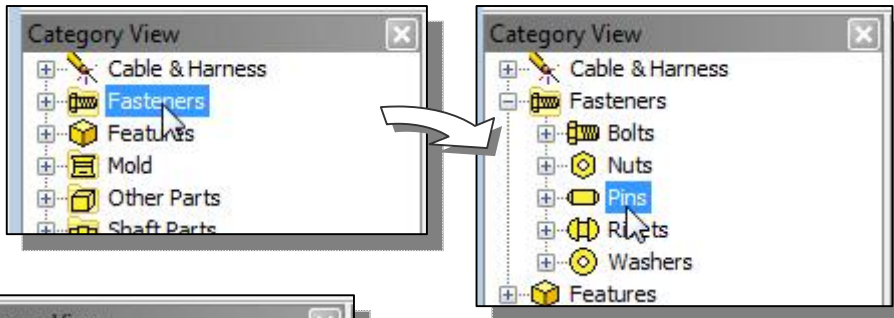 Category View
Cable & Harness
Fasteners
Features
Mold
Other Parts
Shaft Parts
Category View
Cable & Harness
Fasteners
Bolts
Nuts
Pins
Rivets
Washers
Features